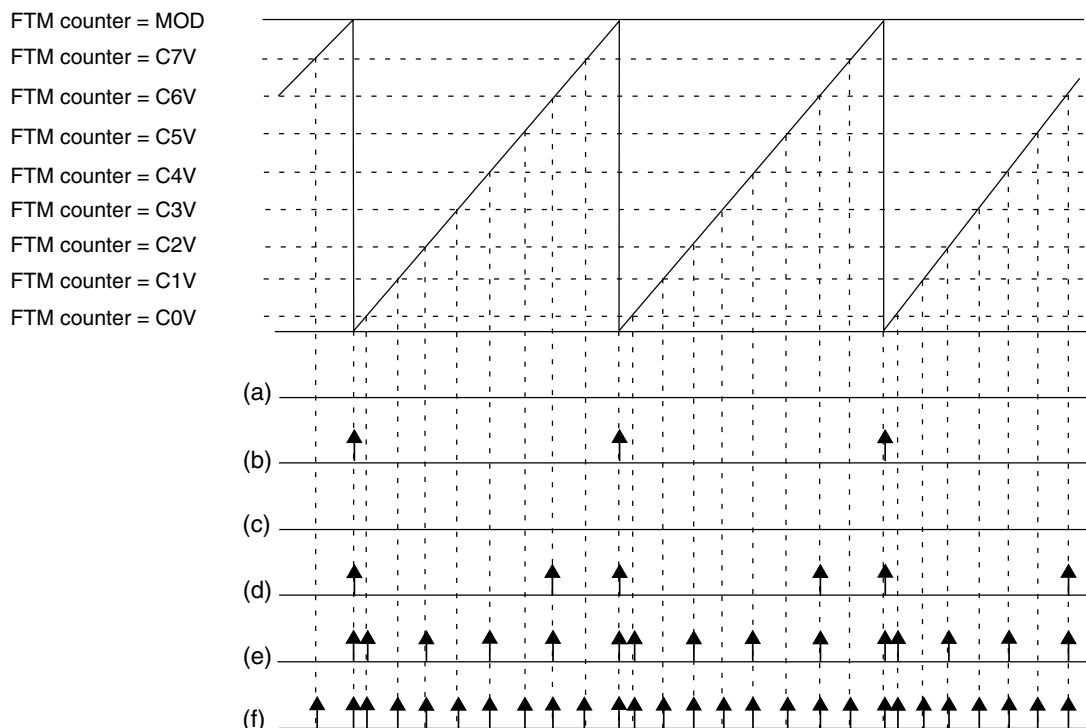 FTM counter = MOD
FTM counter = C7V
FTM counter = C6V
FTM counter = C5V
FTM counter = C4V
FTM counter = C3V
FTM counter = C2V
FTM counter = C1V
FTM counter = C0V
(a)
(b)
(c)
(d)
(e)
(f)